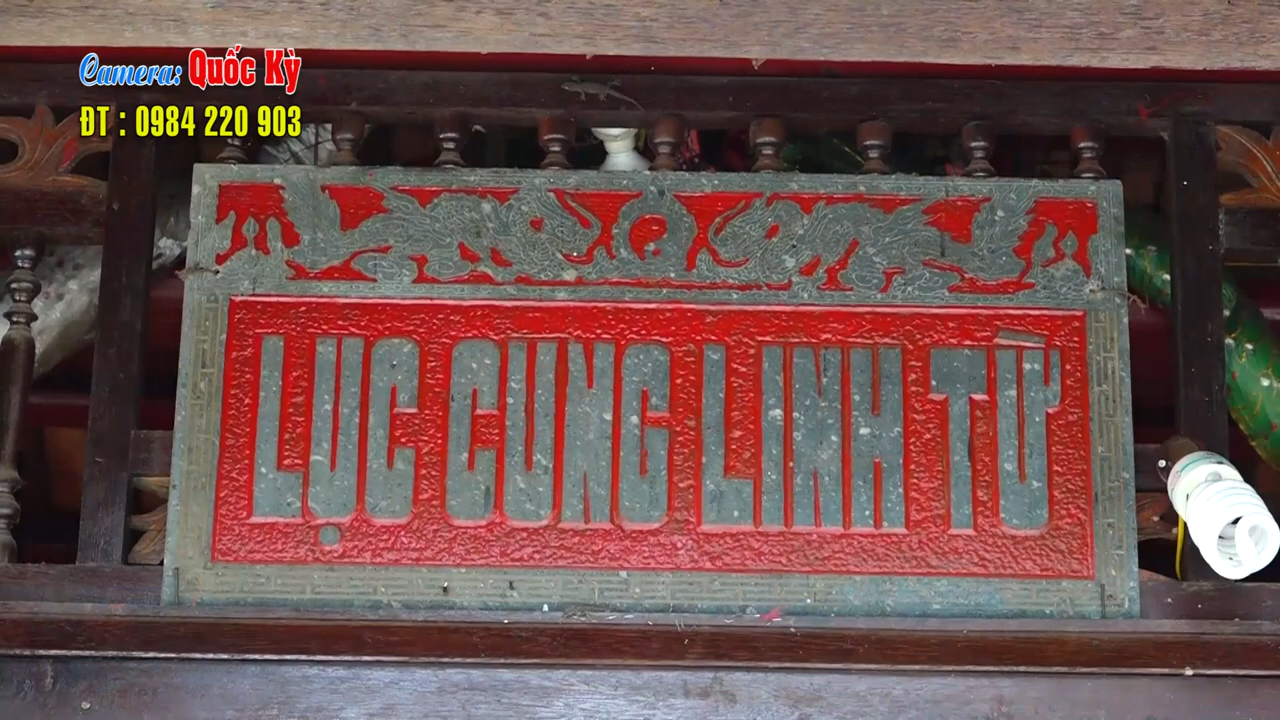 Camera: Quốc Kỳ
ĐT : 0984 220 903
LỤC CUNG LINH TỪ